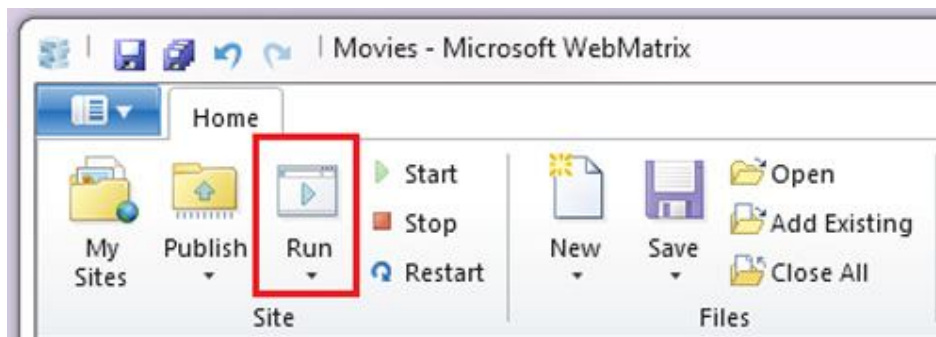 Movies - Microsoft WebMatrix
Home
My Sites
Publish
Run
Start
Stop
Restart
Site
New
Save
Open
Add Existing
Close All
Files